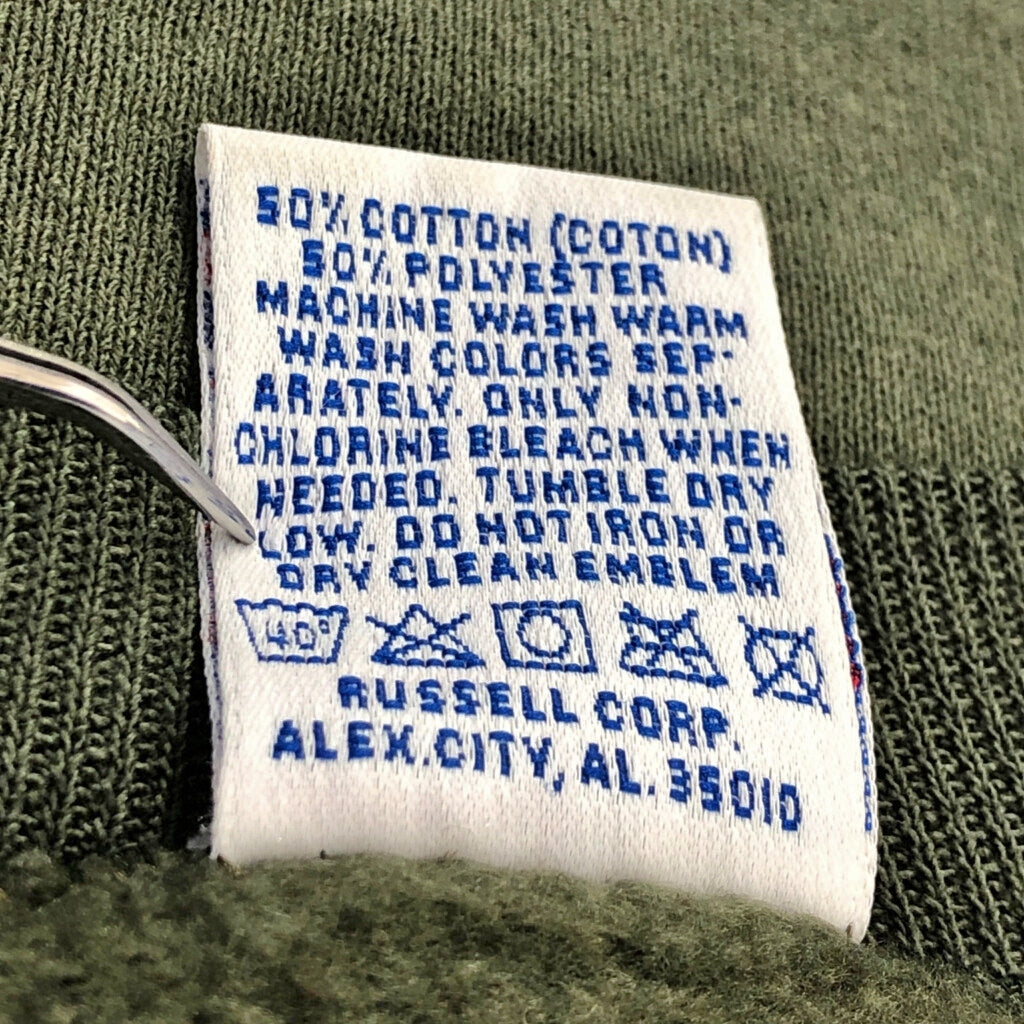 50% COTTON (COTON)
50% POLYESTER
MACHINE WASH WARM
WASH COLORS SEP-
ARATELY. ONLY NON-
CHLORINE BLEACH WHEN
NEEDED. TUMBLE DRY
LOW. DO NOT IRON OR
DRY CLEAN EMBLEM
40°
RUSSELL CORP.
ALEX.CITY, AL. 35010